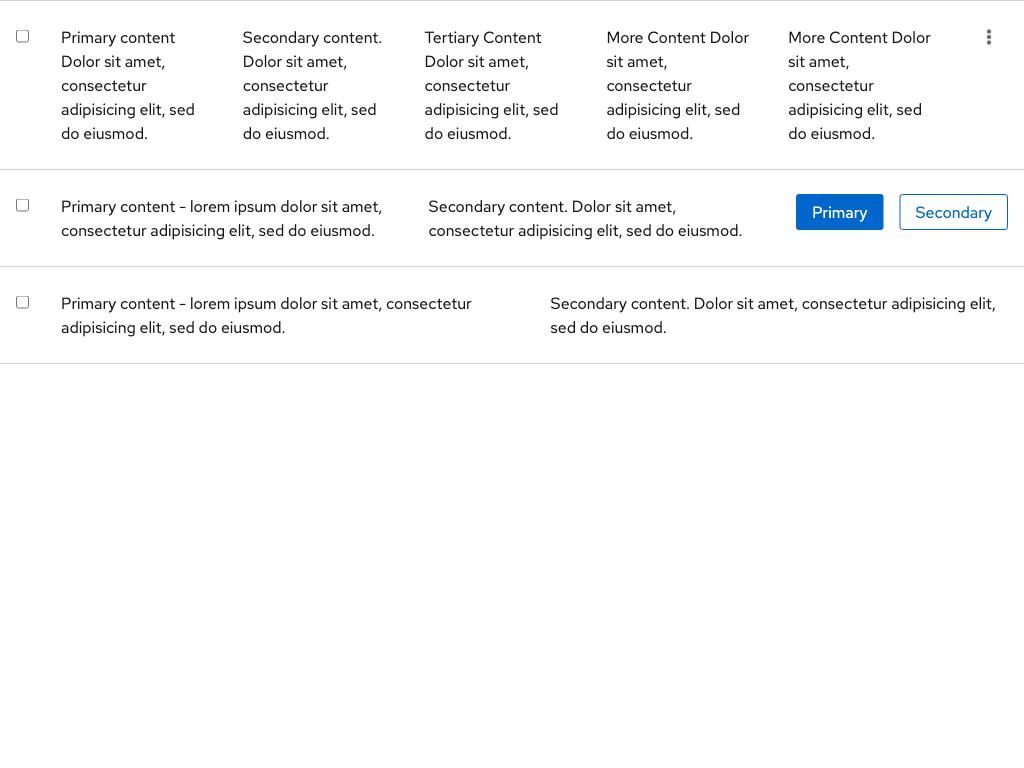 Primary content
Dolor sit amet,
consectetur
adipisicing elit, sed
do eiusmod.
Secondary content.
Dolor sit amet,
consectetur
adipisicing elit, sed
do eiusmod.
Tertiary Content
Dolor sit amet,
consectetur
adipisicing elit, sed
do eiusmod.
More Content Dolor
sit amet,
consectetur
adipisicing elit, sed
do eiusmod.
More Content Dolor
sit amet,
consectetur
adipisicing elit, sed
do eiusmod.
Primary content - lorem ipsum dolor sit amet,
consectetur adipisicing elit, sed do eiusmod.
Secondary content. Dolor sit amet,
consectetur adipisicing elit, sed do eiusmod.
Primary
Secondary
Primary content - lorem ipsum dolor sit amet, consectetur
adipisicing elit, sed do eiusmod.
Secondary content. Dolor sit amet, consectetur adipisicing elit,
sed do eiusmod.